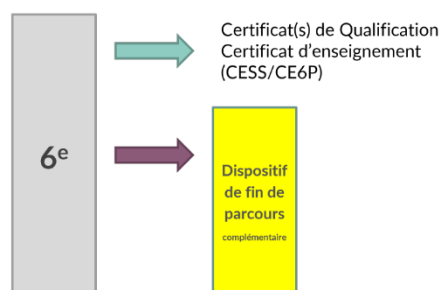 Certificat(s) de Qualification
Certificat d’enseignement
(CESS/CE6P)
6e
Dispositif
de fin de
parcours
complémentaire